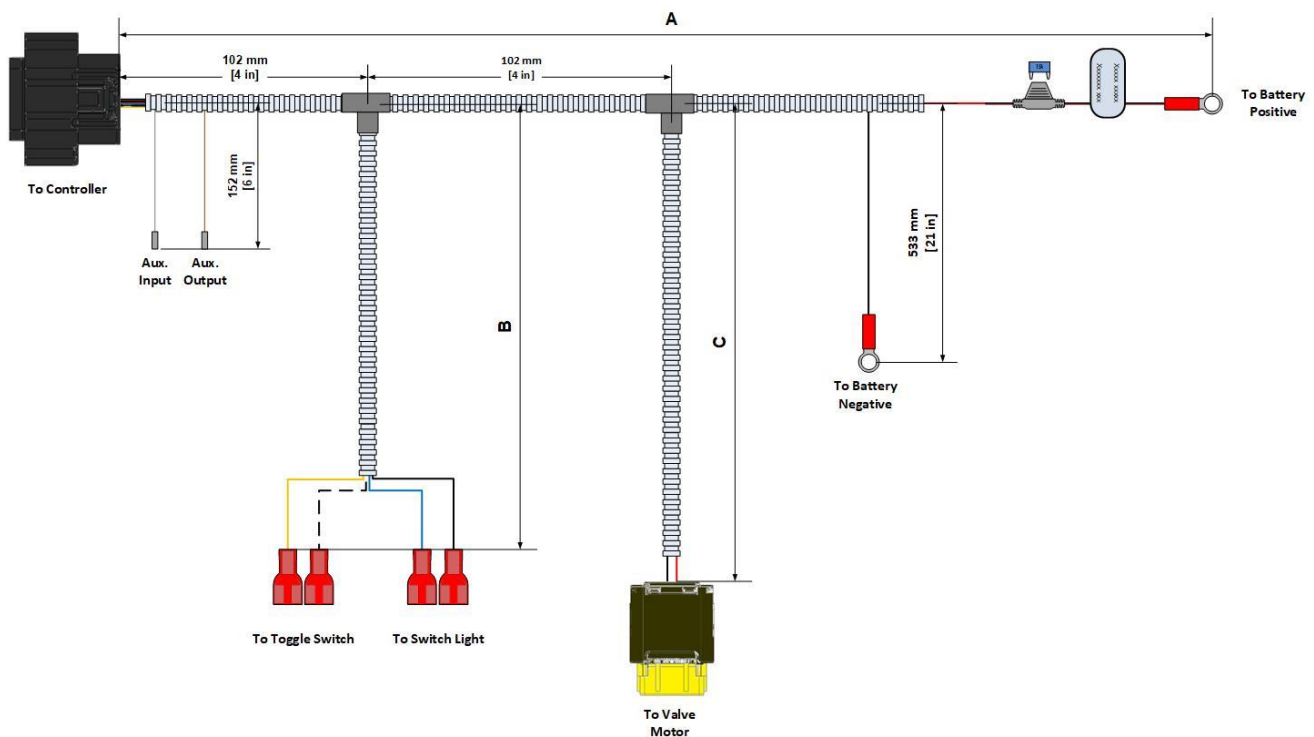 A
102 mm
[4 in]
102 mm
[4 in]
To Battery
Positive
To Controller
152 mm
[6 in]
533 mm
[21 in]
Aux.
Input
Aux.
Output
B
C
To Battery
Negative
To Toggle Switch
To Switch Light
To Valve
Motor